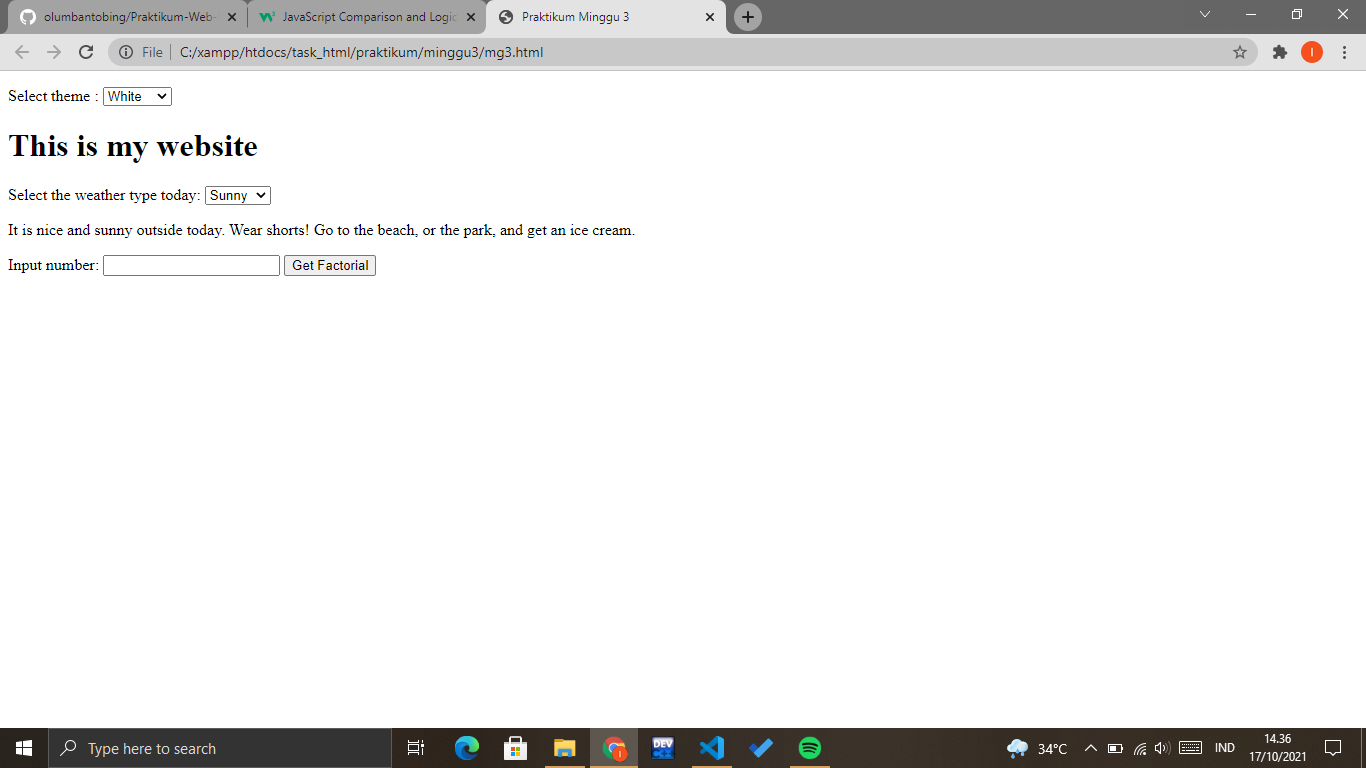 olumbantobing/Praktikum-Web-
JavaScript Comparison and Logic
Praktikum Minggu 3
File
C:/xampp/htdocs/task_html/praktikum/minggu3/mg3.html
I
Select theme : White
This is my website
Select the weather type today: Sunny
It is nice and sunny outside today. Wear shorts! Go to the beach, or the park, and get an ice cream.
Input number: Get Factorial
Type here to search
DEV
34°C
IND
14.36
17/10/2021